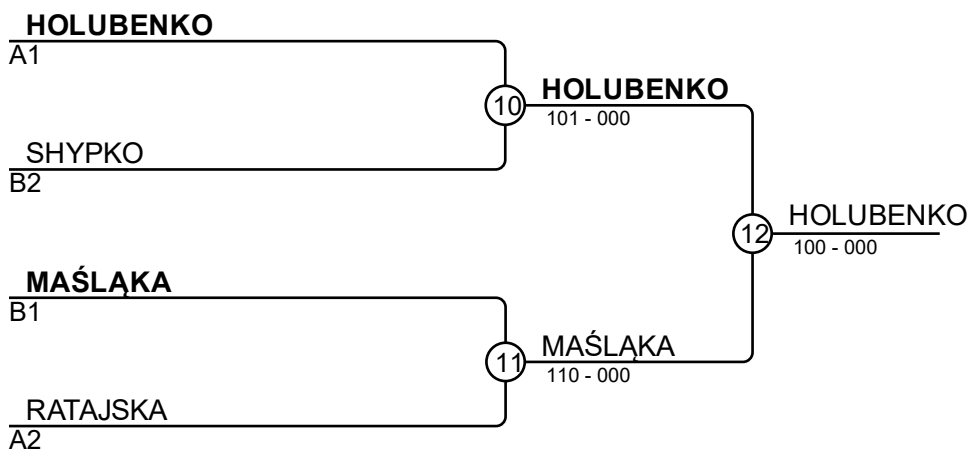 HOLUBENKO
A1
10
HOLUBENKO
101 - 000
SHYPKO
B2
12
HOLUBENKO
100 - 000
MAŚLĄKA
B1
11
MAŚLĄKA
110 - 000
RATAJSKA
A2